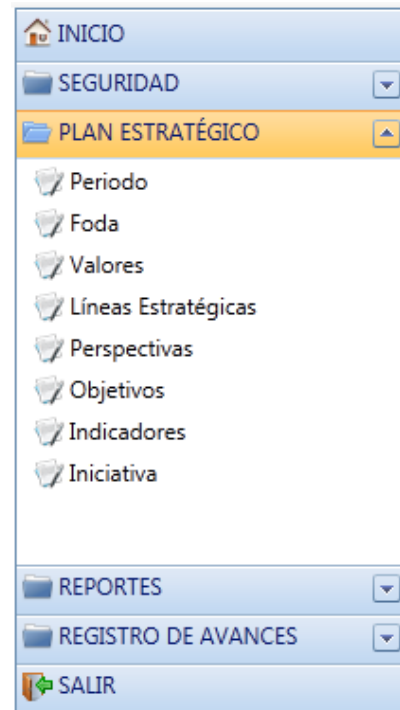 INICIO
SEGURIDAD
PLAN ESTRATÉGICO
Periodo
Foda
Valores
Líneas Estratégicas
Perspectivas
Objetivos
Indicadores
Iniciativa
REPORTES
REGISTRO DE AVANCES
SALIR